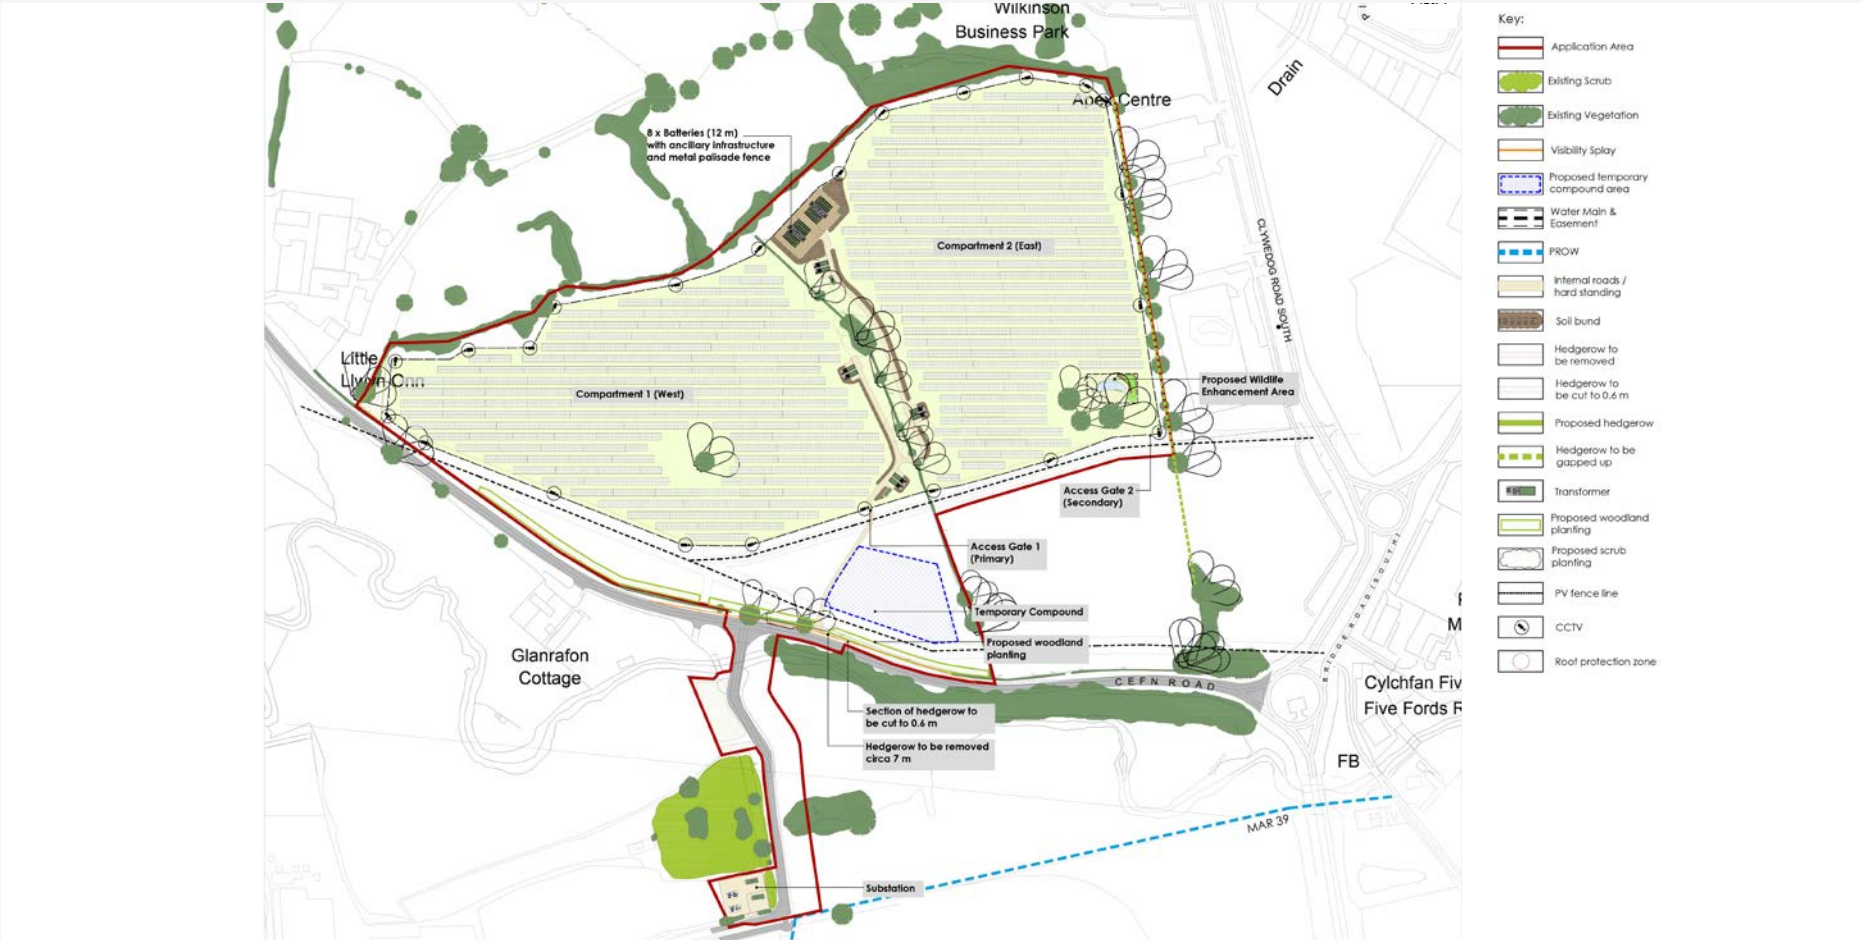 Wilkinson
Business Park
Drain
Apex Centre
8 x Batteries (12 m)
with ancillary infrastructure
and metal palisade fence
Compartment 2 (East)
CLYWEDOG ROAD SOUTH
Little
Llwyn Onn
Compartment 1 (West)
Proposed Wildlife
Enhancement Area
Access Gate 2
(Secondary)
Access Gate 1
(Primary)
BRIDGE ROAD (SOUTH)
Temporary Compound
Proposed woodland
planting
Glanrafon
Cottage
CEFN ROAD
Cylchfan Fiv
Five Fords R
M
Section of hedgerow to
be cut to 0.6 m
Hedgerow to be removed
circa 7 m
FB
MAR 39
Substation
Key:
Application Area
Existing Scrub
Existing Vegetation
Visibility Splay
Proposed temporary
compound area
Water Main &
Easement
PROW
Internal roads /
hard standing
Soil bund
Hedgerow to
be removed
Hedgerow to
be cut to 0.6 m
Proposed hedgerow
Hedgerow to be
gapped up
Transformer
Proposed woodland
planting
Proposed scrub
planting
PV fence line
CCTV
Root protection zone